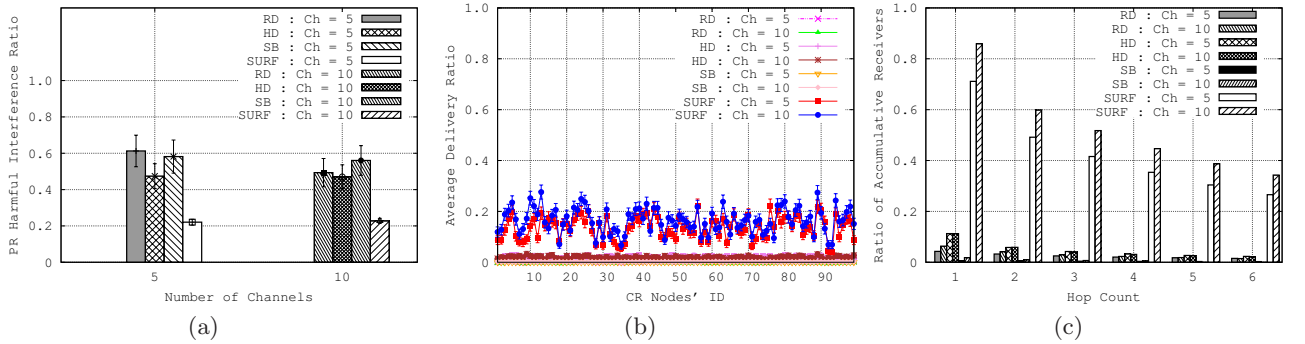 PR Harmful Interference Ratio
1.0
0.8
0.6
0.4
0.2
0
RD : Ch = 5
HD : Ch = 5
SB : Ch = 5
SURF : Ch = 5
RD : Ch = 10
HD : Ch = 10
SB : Ch = 10
SURF : Ch = 10
5 10
Number of Channels
(a)
Average Delivery Ratio
1.0
0.8
0.6
0.4
0.2
0
RD : Ch = 5
RD : Ch = 10
HD : Ch = 5
HD : Ch = 10
SB : Ch = 5
SB : Ch = 10
SURF : Ch = 5
SURF : Ch = 10
10 20 30 40 50 60 70 80 90
CR Nodes' ID
(b)
Ratio of Accumulative Receivers
1.0
0.8
0.6
0.4
0.2
0
RD : Ch = 5
RD : Ch = 10
HD : Ch = 5
HD : Ch = 10
SB : Ch = 5
SB : Ch = 10
SURF : Ch = 5
SURF : Ch = 10
1 2 3 4 5 6
Hop Count
(c)